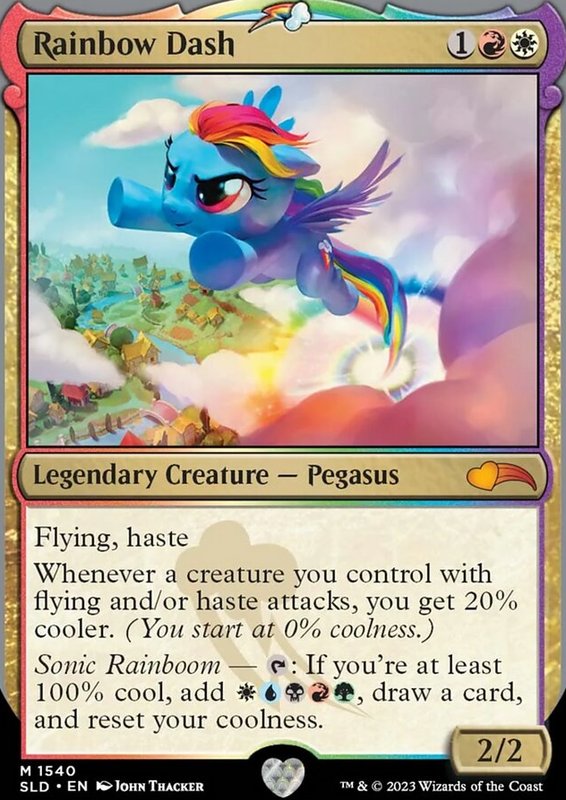 Rainbow Dash 1
Legendary Creature — Pegasus
Flying, haste
Whenever a creature you control with
flying and/or haste attacks, you get 20%
cooler. (You start at 0% coolness.)
Sonic Rainboom — : If you're at least
100% cool, add , draw a card,
and reset your coolness.
2/2
M 1540
SLD • EN John Thacker ™ & © 2023 Wizards of the Coast